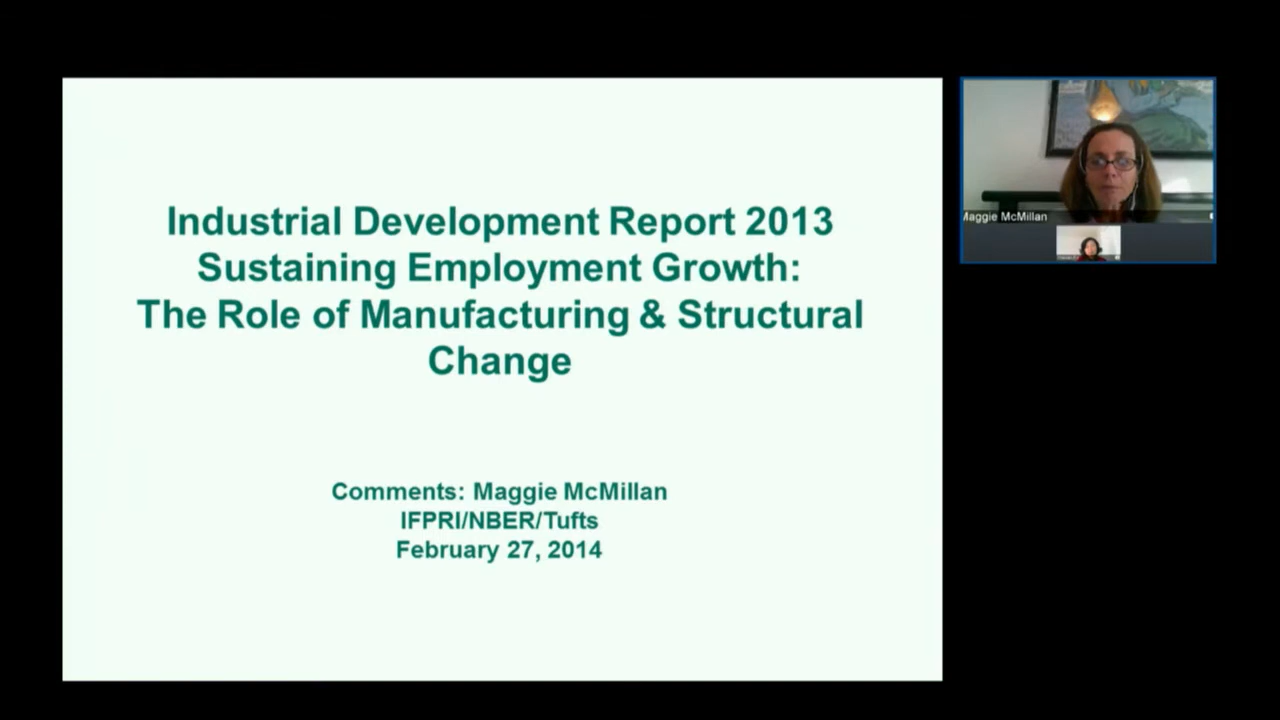 Industrial Development Report 2013
Sustaining Employment Growth:
The Role of Manufacturing & Structural
Change
Comments: Maggie McMillan
IFPRI/NBER/Tufts
February 27, 2014
Maggie McMillan